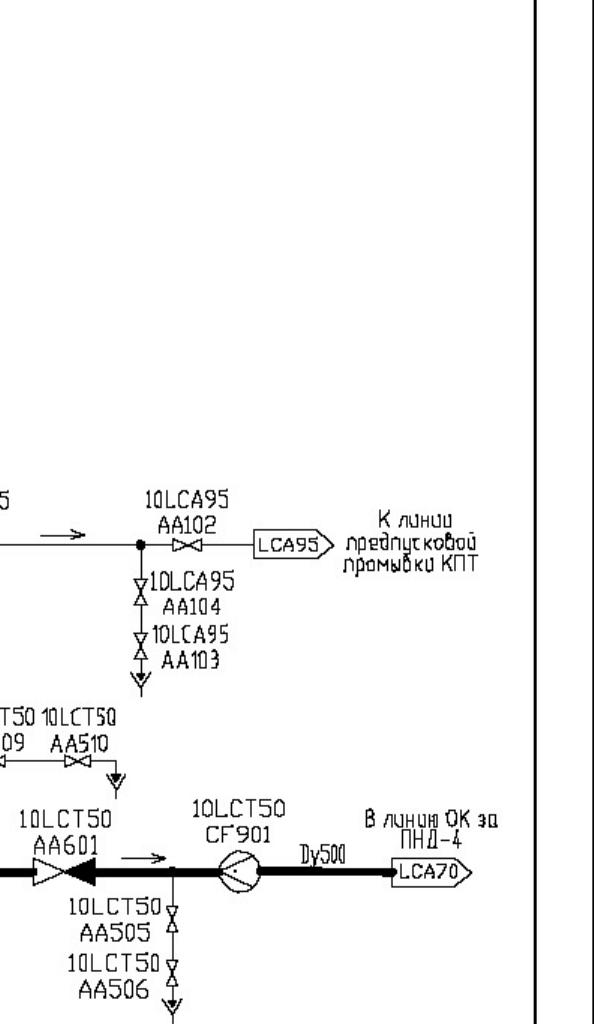 5
10LCA95
AA102
LCA95
К линии
предпусковой
промывки КПТ
10LCA95
AA104
10LCA95
AA103
T50 10LCT50
09 AA510
10LCT50
AA601
10LCT50
CF901
Dy500
В линию ОК за
ПНД-4
LCA70
10LCT50
AA505
10LCT50
AA506